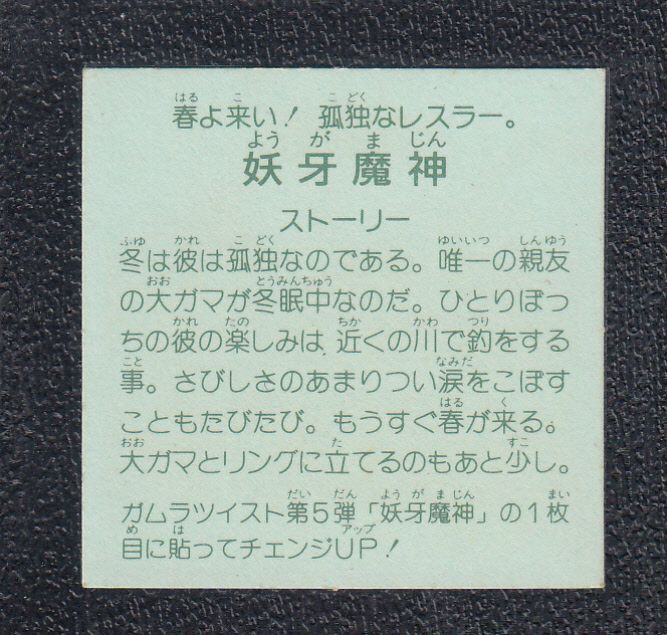 春よ来い！孤独なレスラー。
妖牙魔神
ストーリー
冬は彼は孤独なのである。唯一の親友
の大ガマが冬眠中なのだ。ひとりぼっ
ちの彼の楽しみは、近くの川で釣をする
事。さびしさのあまりつい涙をこぼす
こともたびたび。もうすぐ春が来る。
大ガマとリングに立てるのもあと少し。
ガムラツイスト第5弾「妖牙魔神」の1枚
目に貼ってチェンジUP！